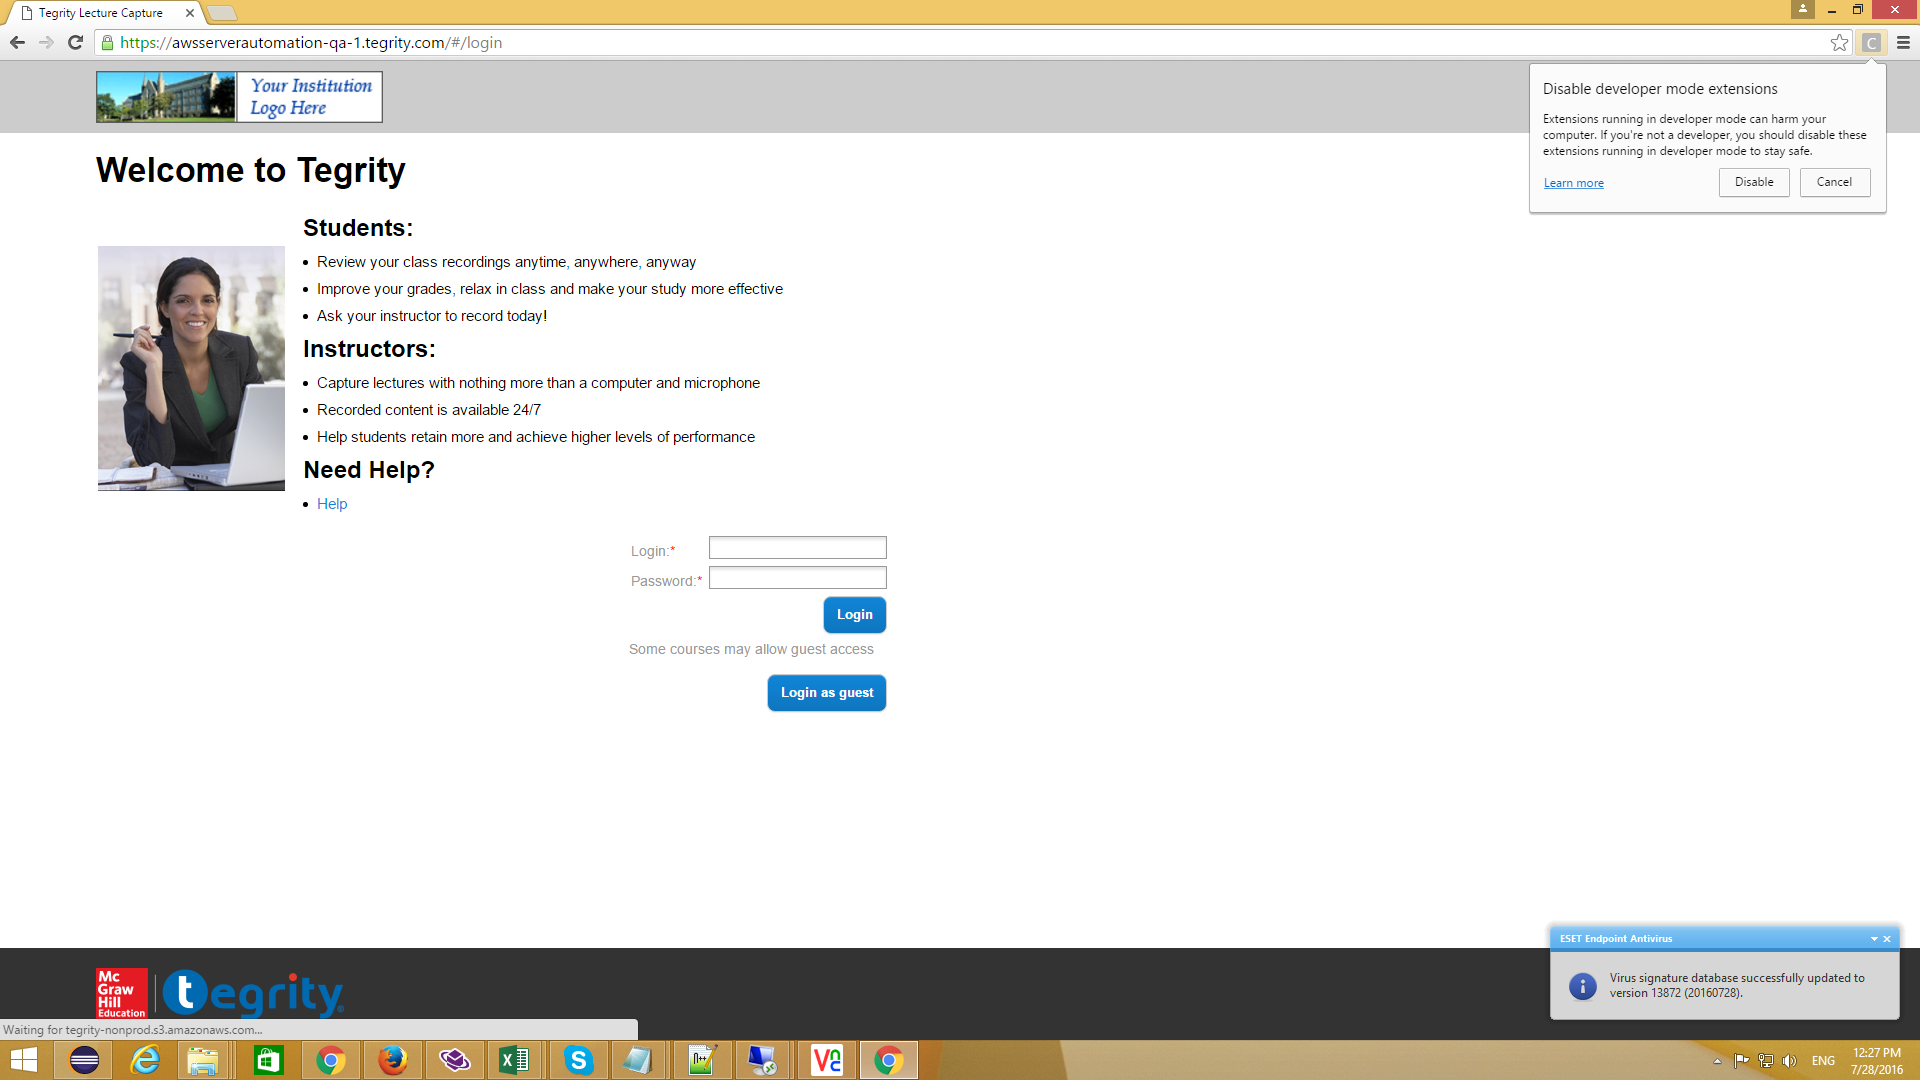 Tegrity Lecture Capture
https://awsserverautomation-qa-1.tegrity.com/#/login
C
Your Institution
Logo Here
Disable developer mode extensions
Extensions running in developer mode can harm your
computer. If you're not a developer, you should disable these
extensions running in developer mode to stay safe.
Learn more
Disable
Cancel
Welcome to Tegrity
Students:
Review your class recordings anytime, anywhere, anyway
Improve your grades, relax in class and make your study more effective
Ask your instructor to record today!
Instructors:
Capture lectures with nothing more than a computer and microphone
Recorded content is available 24/7
Help students retain more and achieve higher levels of performance
Need Help?
Help
Login:*
Password:*
Login
Some courses may allow guest access
Login as guest
ESET Endpoint Antivirus
Virus signature database successfully updated to
version 13872 (20160728).
Mc
Graw
Hill
Education
tegrity
Waiting for tegrity-nonprod.s3.amazonaws.com...
ENG
12:27 PM
7/28/2016